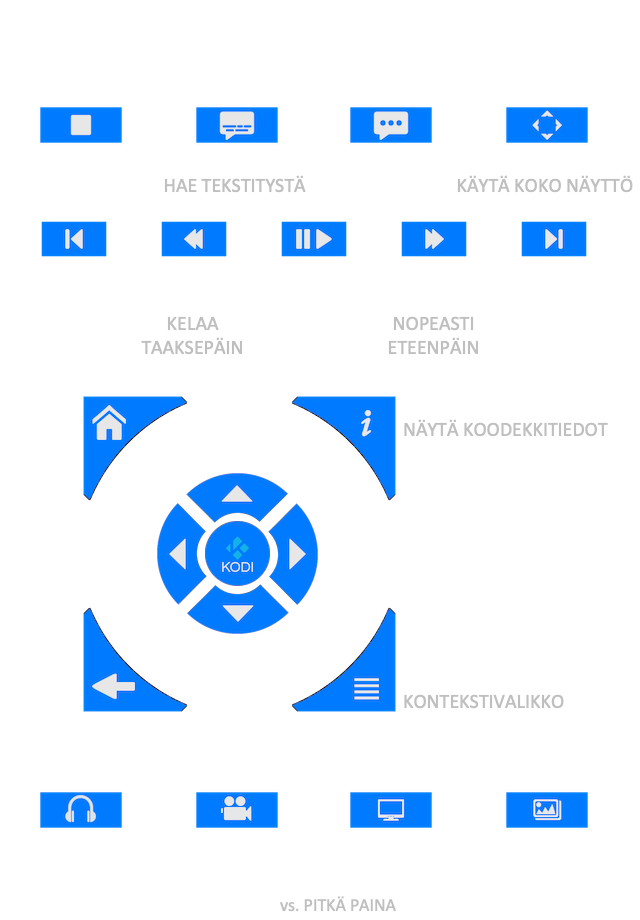 HAE TEKSTITYSTÄ
KÄYTÄ KOKO NÄYTTÖ
KELAA
TAAKSEPÄIN
NOPEASTI
ETEENPÄIN
i
NÄYTÄ KOODEKKITIEDOT
KODI
KONTEKSTIVALIKKO
vs. PITKÄ PAINA